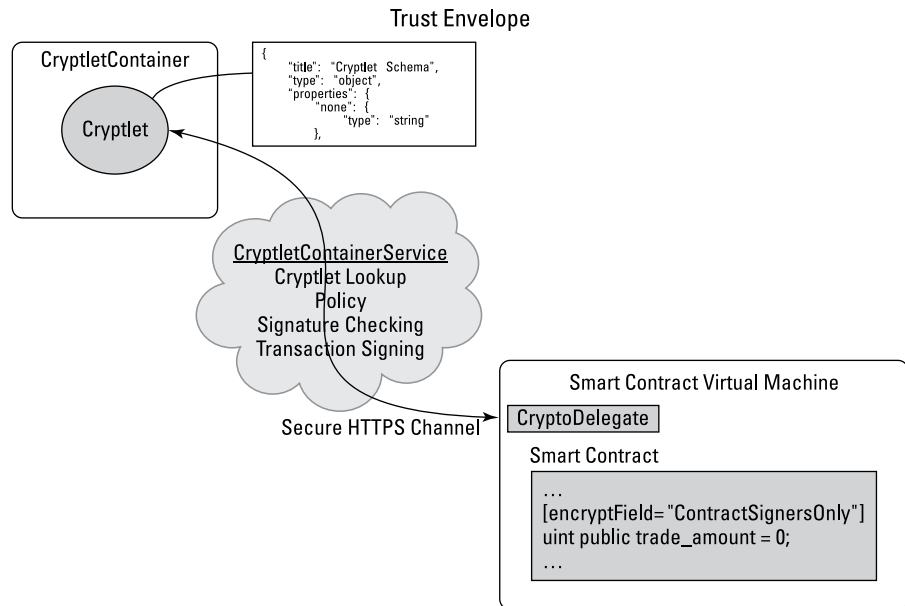 Trust Envelope
CryptletContainer
Cryptlet
{
"title": "Cryptlet Schema",
"type": "object",
"properties": {
"none": {
"type": "string"
},
CryptletContainerService
Cryptlet Lookup
Policy
Signature Checking
Transaction Signing
Secure HTTPS Channel
Smart Contract Virtual Machine
CryptoDelegate
Smart Contract
...
[encryptField="ContractSignersOnly"]
uint public trade_amount = 0;
...